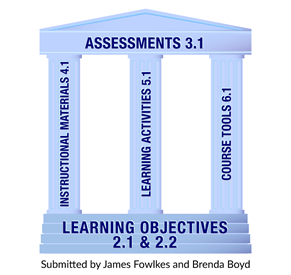 ASSESSMENTS 3.1
INSTRUCTIONAL MATERIALS 4.1
LEARNING ACTIVITIES 5.1
COURSE TOOLS 6.1
LEARNING OBJECTIVES
2.1 & 2.2
Submitted by James Fowlkes and Brenda Boyd